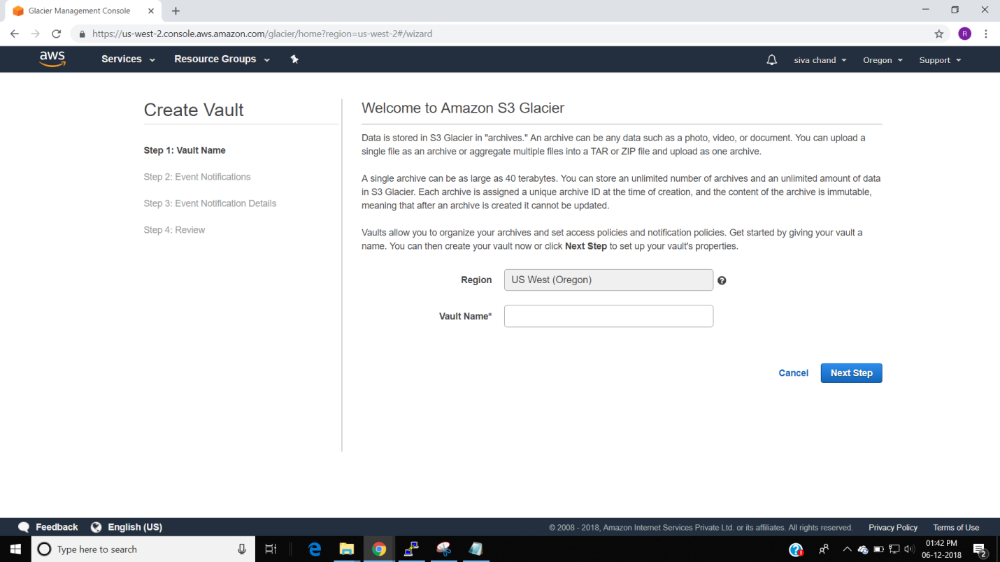 Glacier Management Console
https://us-west-2.console.aws.amazon.com/glacier/home?region=us-west-2#/wizard
R
aws
Services
Resource Groups
siva chand
Oregon
Support
Create Vault
Step 1: Vault Name
Step 2: Event Notifications
Step 3: Event Notification Details
Step 4: Review
Welcome to Amazon S3 Glacier
Data is stored in S3 Glacier in "archives." An archive can be any data such as a photo, video, or document. You can upload a
single file as an archive or aggregate multiple files into a TAR or ZIP file and upload as one archive.
A single archive can be as large as 40 terabytes. You can store an unlimited number of archives and an unlimited amount of data
in S3 Glacier. Each archive is assigned a unique archive ID at the time of creation, and the content of the archive is immutable,
meaning that after an archive is created it cannot be updated.
Vaults allow you to organize your archives and set access policies and notification policies. Get started by giving your vault a
name. You can then create your vault now or click Next Step to set up your vault's properties.
Region
US West (Oregon)
Vault Name*
Cancel
Next Step
Feedback
English (US)
© 2008 - 2018, Amazon Internet Services Private Ltd. or its affiliates. All rights reserved.
Privacy Policy
Terms of Use
Type here to search
01:42 PM
06-12-2018
2